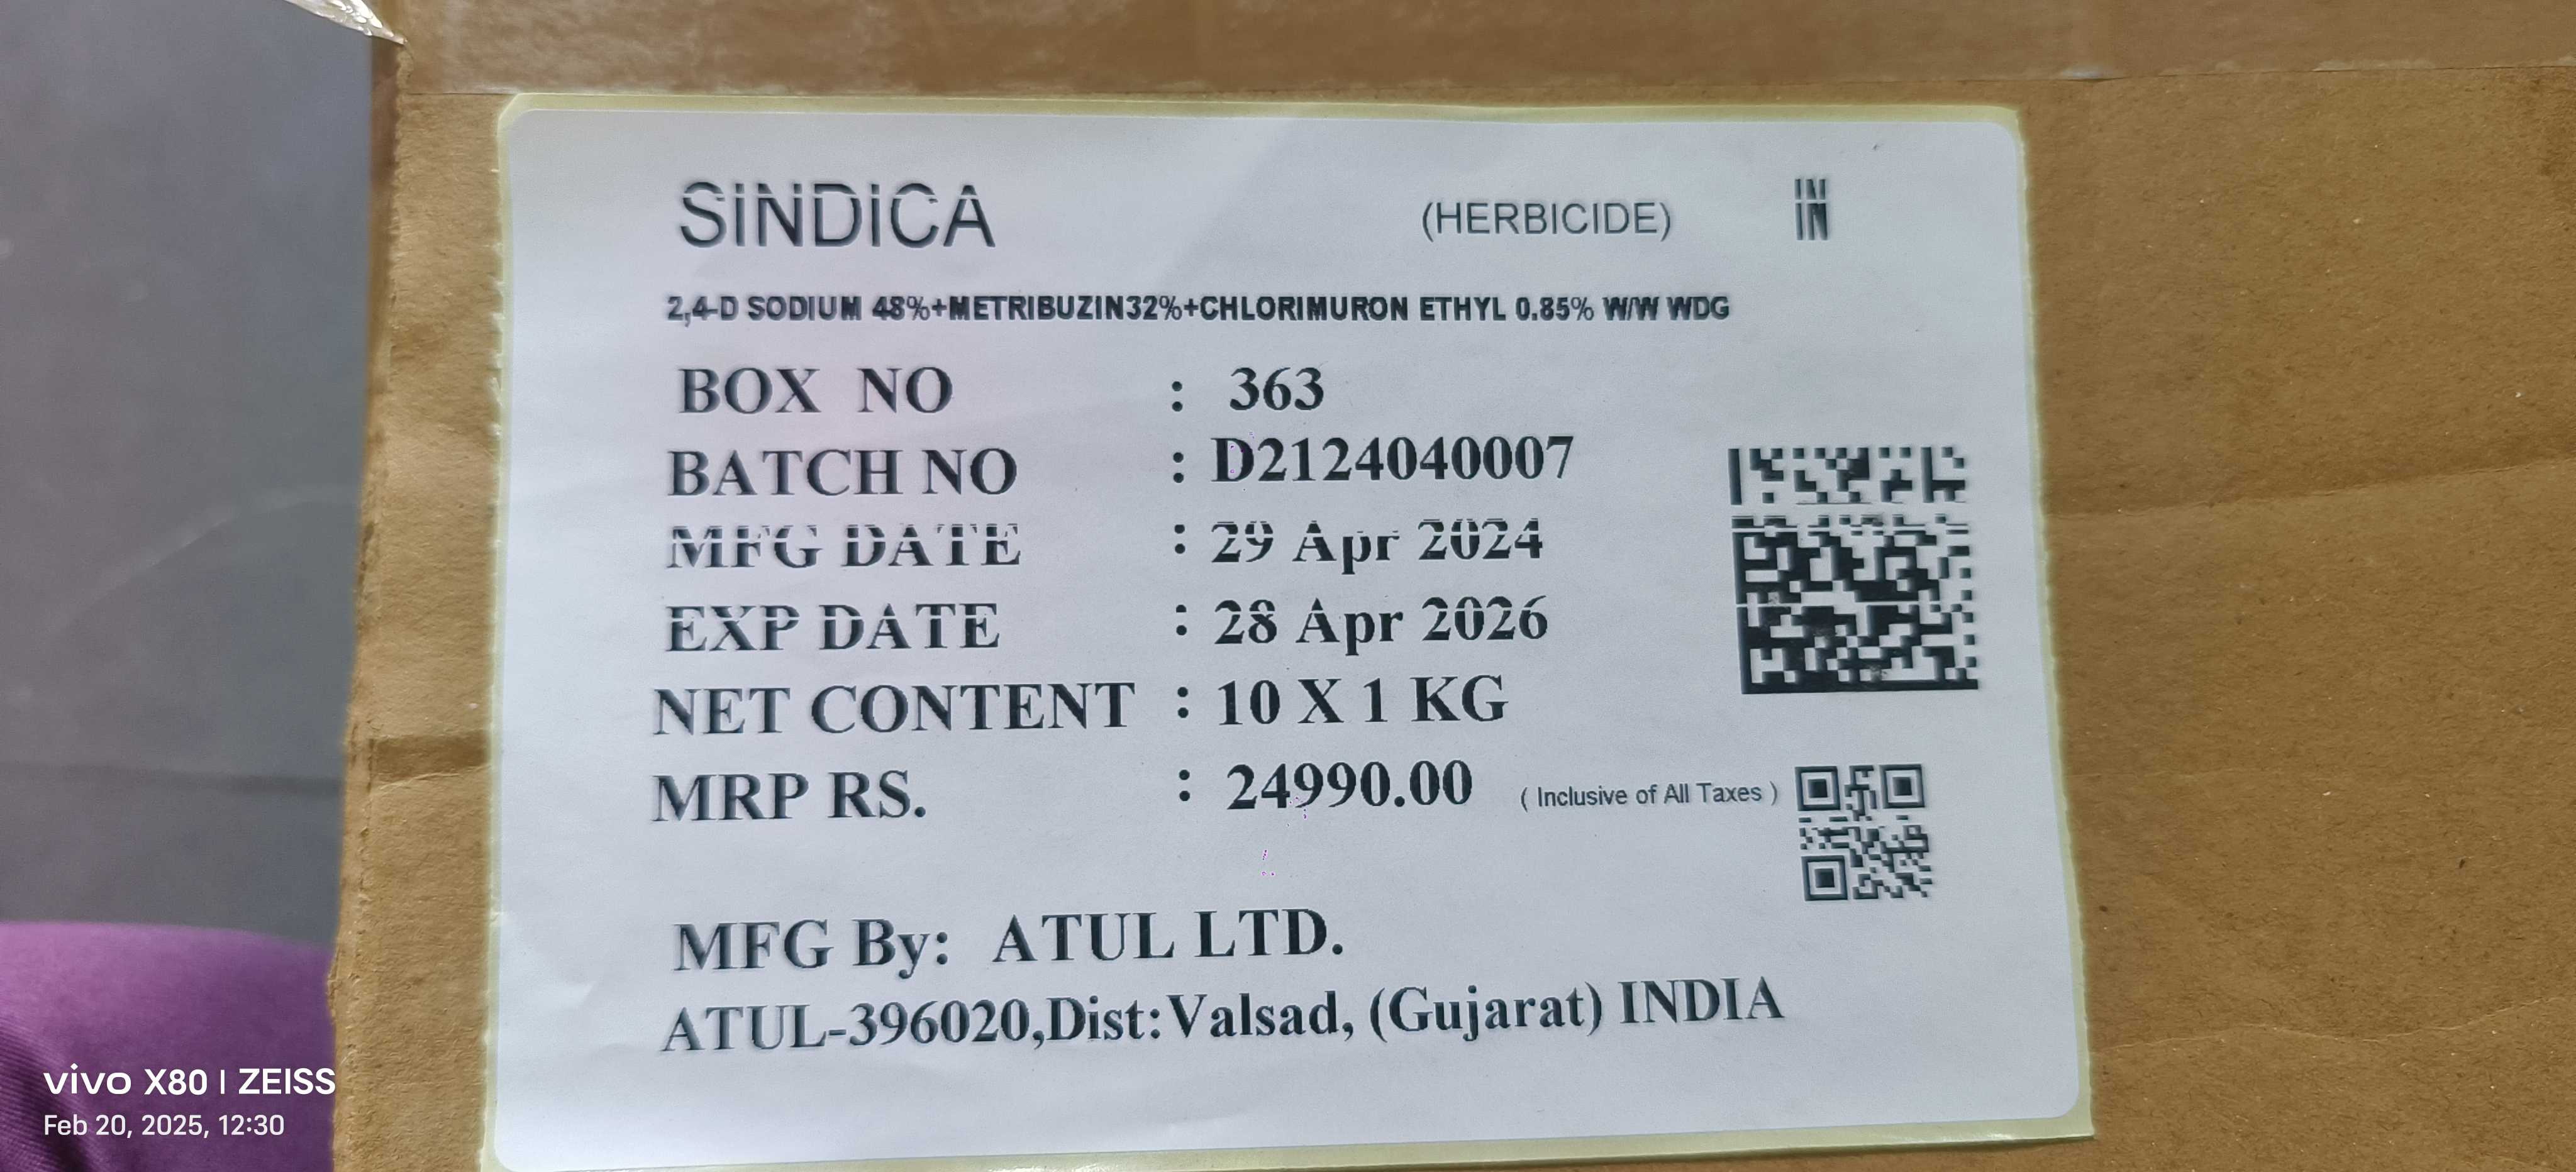 SiNDiCA (HERBICIDE) IN
2,4-D SODIUM 48%+METRIBUZIN32%+CHLORIMURON ETHYL 0.85% W/W WDG
BOX NO : 363
BATCH NO : D2124040007
MFG DATE : 29 Apr 2024
EXP DATE : 28 Apr 2026
NET CONTENT : 10 X 1 KG
MRP RS. : 24990.00 ( Inclusive of All Taxes )
MFG By: ATUL LTD.
ATUL-396020,Dist:Valsad, (Gujarat) INDIA
vivo X80 | ZEISS
Feb 20, 2025, 12:30